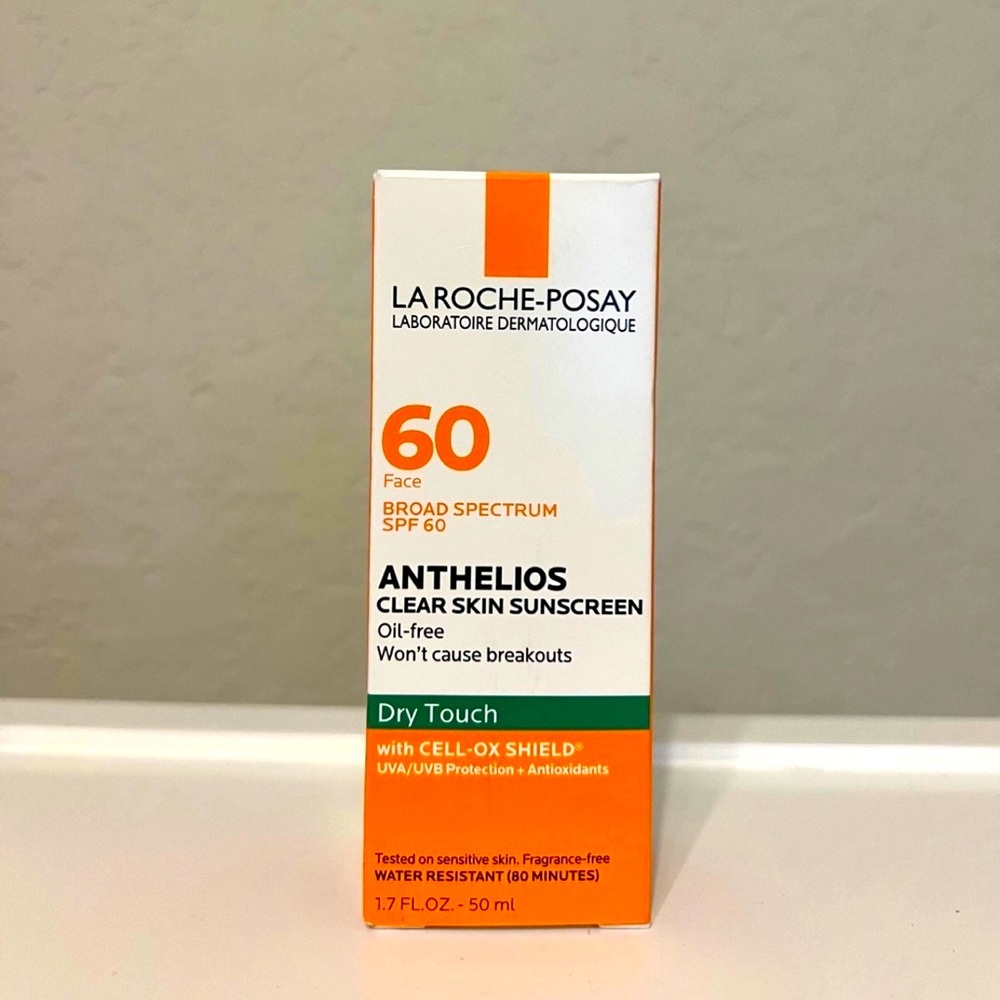 LA ROCHE-POSAY
LABORATOIRE DERMATOLOGIQUE
60
Face
BROAD SPECTRUM
SPF 60
ANTHELIOS
CLEAR SKIN SUNSCREEN
Oil-free
Won't cause breakouts
Dry Touch
with CELL-OX SHIELD®
UVA/UVB Protection + Antioxidants
Tested on sensitive skin. Fragrance-free
WATER RESISTANT (80 MINUTES)
1.7 FL.OZ. - 50 ml